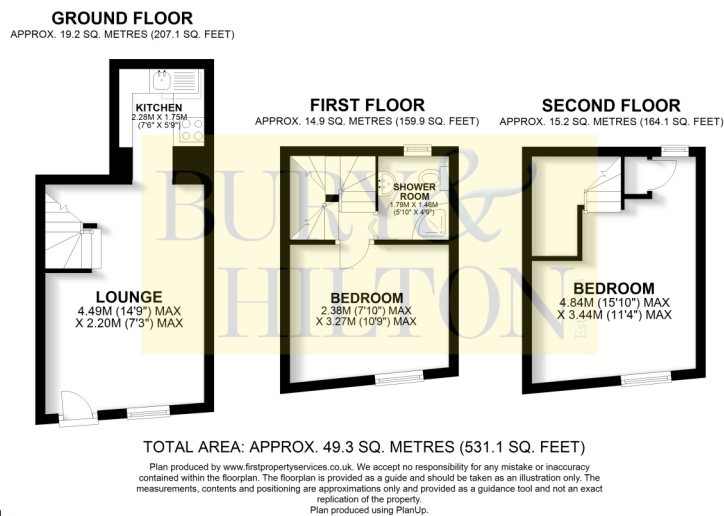 GROUND FLOOR
APPROX. 19.2 SQ. METRES (207.1 SQ. FEET)
KITCHEN
2.28M X 1.75M
(7'6" X 5'9")
LOUNGE
4.49M (14'9") MAX
X 2.20M (7'3") MAX
FIRST FLOOR
APPROX. 14.9 SQ. METRES (159.9 SQ. FEET)
SHOWER
ROOM
1.79M X 1.46M
(5'10" X 4'9")
BEDROOM
2.38M (7'10") MAX
X 3.27M (10'9") MAX
SECOND FLOOR
APPROX. 15.2 SQ. METRES (164.1 SQ. FEET)
BEDROOM
4.84M (15'10") MAX
X 3.44M (11'4") MAX
BURY &
HILTON
TOTAL AREA: APPROX. 49.3 SQ. METRES (531.1 SQ. FEET)
Plan produced by www.firstpropertyservices.co.uk. We accept no responsibility for any mistake or inaccuracy
contained within the floorplan. The floorplan is provided as a guide and should be taken as an illustration only. The
measurements, contents and positioning are approximations only and provided as a guidance tool and not an exact
replication of the property.
Plan produced using PlanUp.